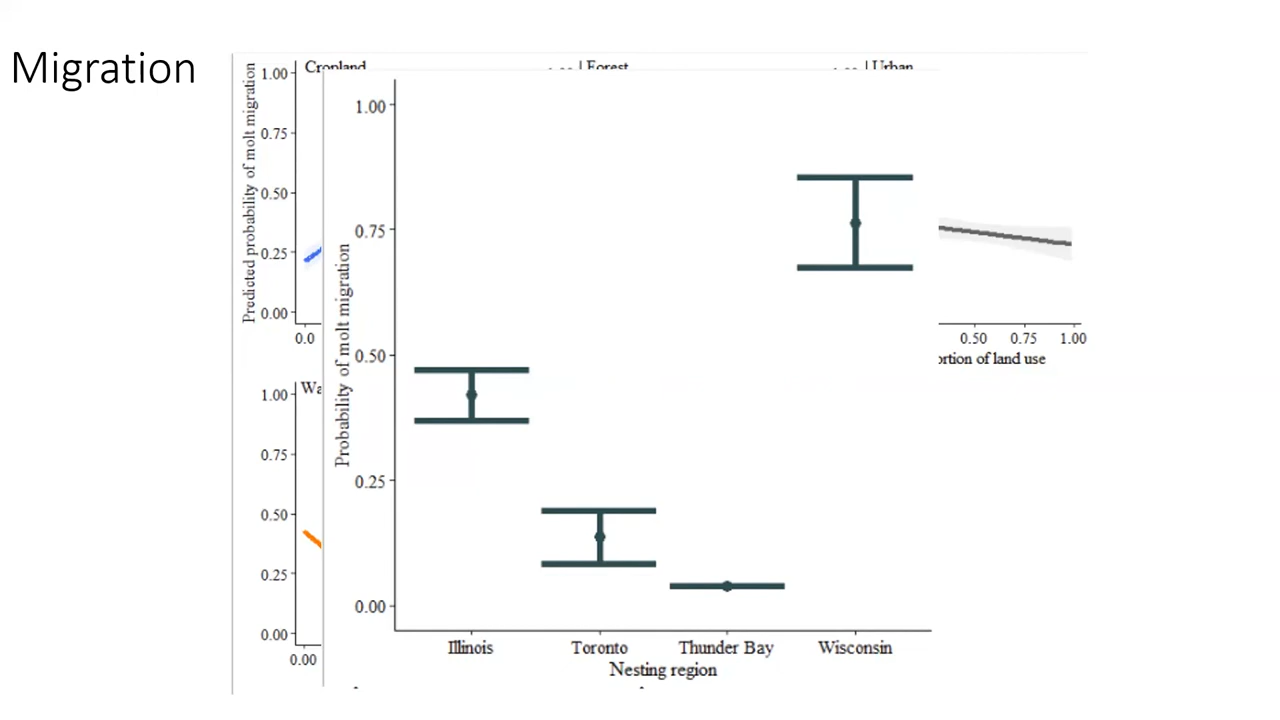 Migration
Cropland
Forest
Urban
Predicted probability of molt migration
1.00
0.75
0.50
0.25
0.00
0.0
1.00
0.75
0.50
0.25
0.00
0.00
Wa
Probability of molt migration
1.00
0.75
0.50
0.25
0.00
Illinois Toronto Thunder Bay Wisconsin
Nesting region
0.50 0.75 1.00
ortion of land use